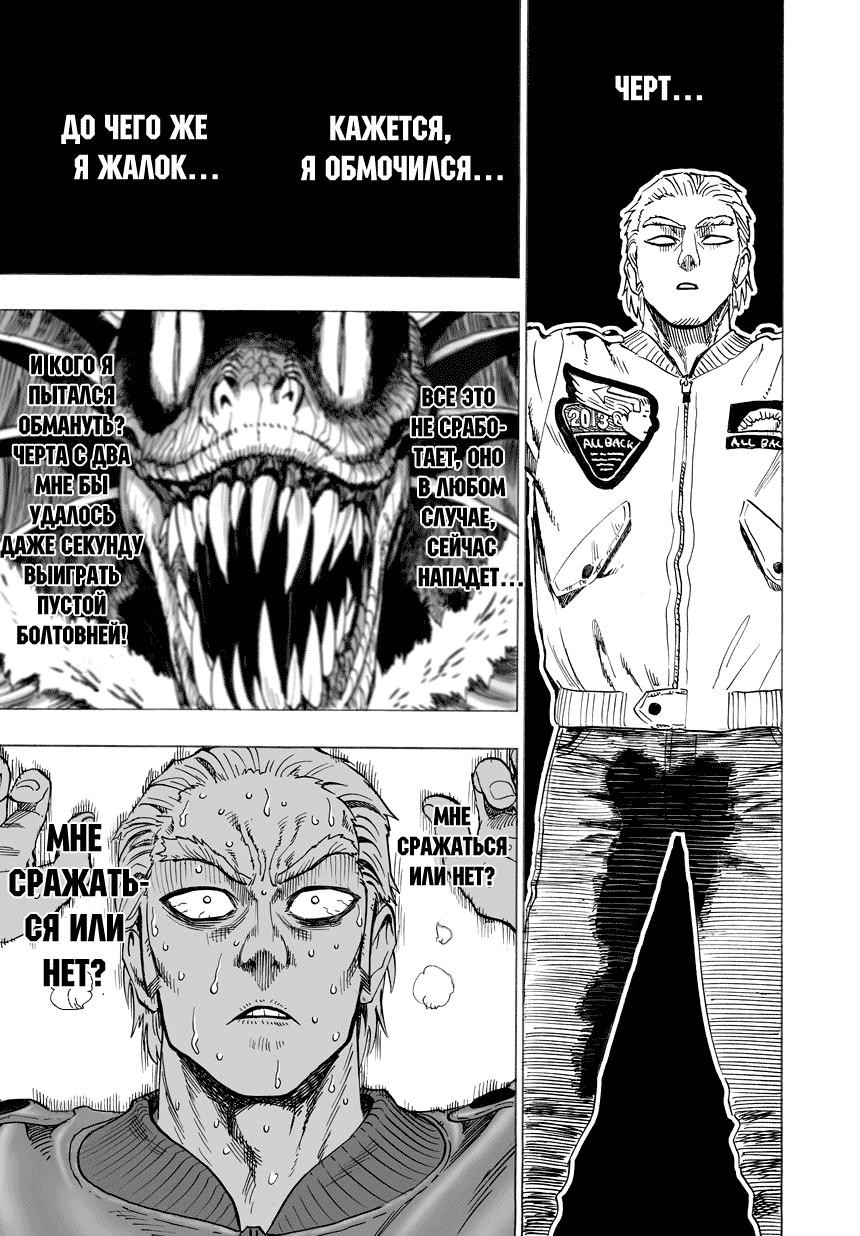 ЧЕРТ...
КАЖЕТСЯ,
Я ОБМОЧИЛСЯ...
ДО ЧЕГО ЖЕ
Я ЖАЛОК...
2013
ALL BACK
ALL BA
ВСЕ ЭТО
НЕ СРАБО-
ТАЕТ, ОНО
В ЛЮБОМ
СЛУЧАЕ,
СЕЙЧАС
НАПАДЕТ...
И КОГО Я
ПЫТАЛСЯ
ОБМАНУТЬ?
ЧЕРТА С ДВА
МНЕ БЫ
УДАЛОСЬ
ДАЖЕ СЕКУНДУ
ВЫИГРАТЬ
ПУСТОЙ
БОЛТОВНЕЙ!
МНЕ
СРАЖАТЬСЯ
ИЛИ НЕТ?
МНЕ
СРАЖАТЬ-
СЯ ИЛИ
НЕТ?